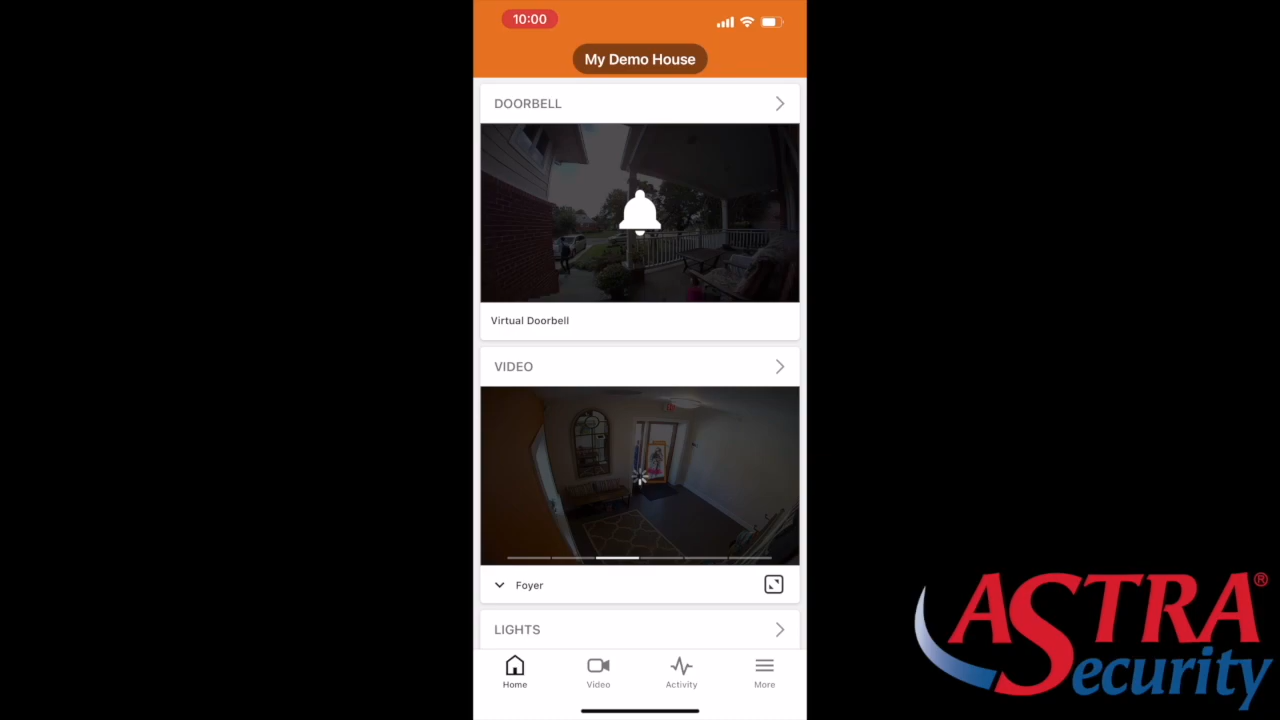 10:00
My Demo House
DOORBELL
Virtual Doorbell
VIDEO
Foyer
LIGHTS
Home
Video
Activity
More
ASTRA®
Security